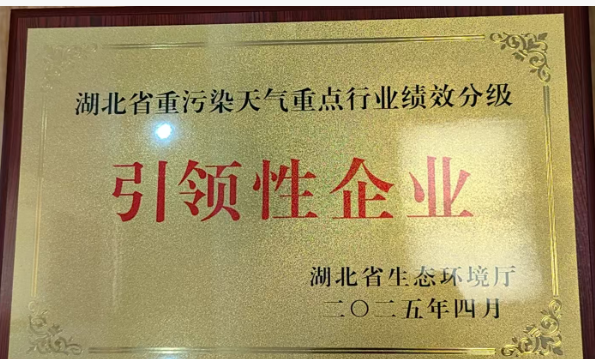 湖北省重污染天气重点行业绩效分级
引领性企业
湖北省生态环境厅
二〇二五年四月